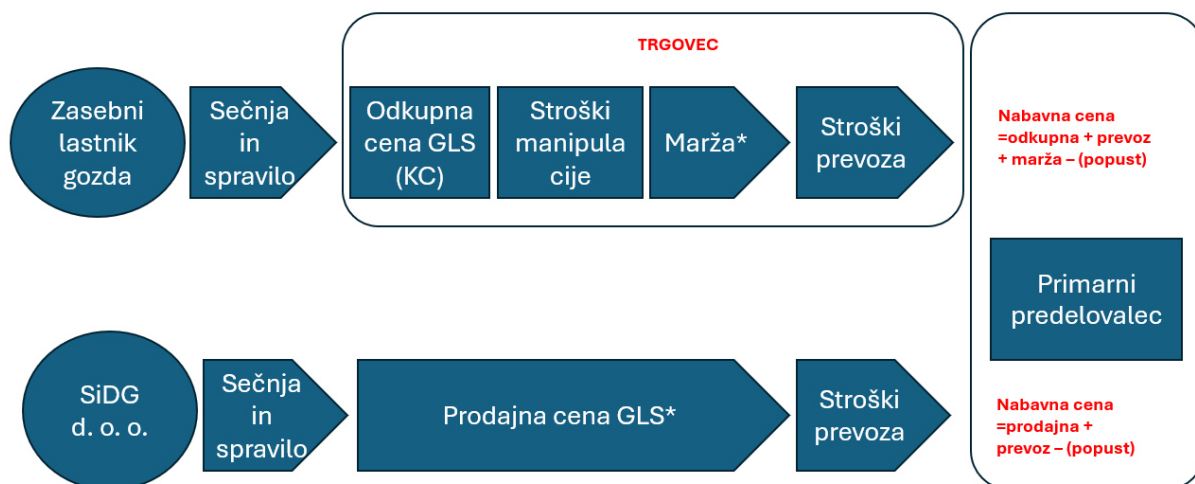 TRGOVEC
Zasebni
lastnik
gozda
Sečnja
in
spravilo
Odkupna
cena GLS
(KC)
Stroški
manipula
cije
Marža*
Stroški
prevoza
Nabavna cena
=odkupna + prevoz
+ marža – (popust)
Primarni
predelovalec
SiDG
d. o. o.
Sečnja
in
spravilo
Prodajna cena GLS*
Stroški
prevoza
Nabavna cena
=prodajna +
prevoz – (popust)